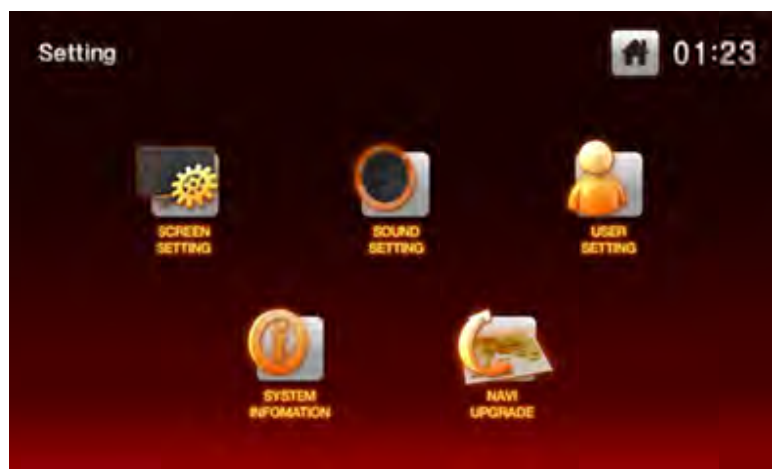 Setting
01:23
SCREEN
SETTING
SOUND
SETTING
USER
SETTING
SYSTEM
INFOMATION
NAVI
UPGRADE